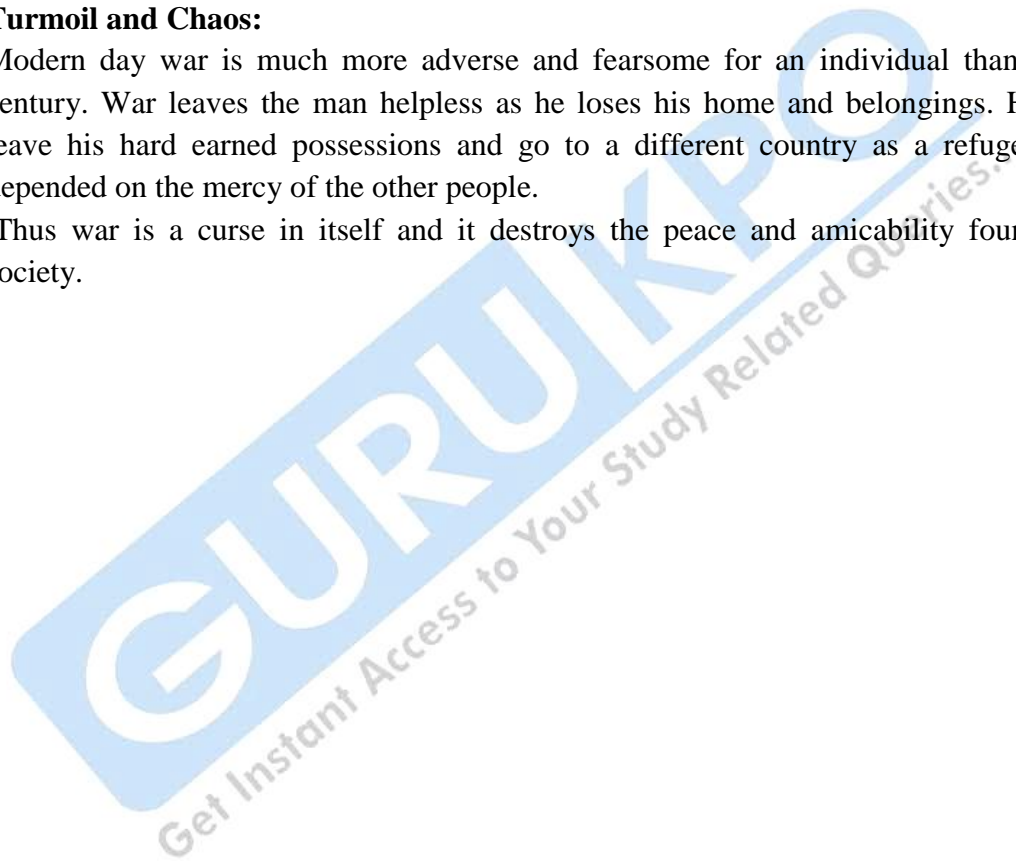 Turmoil and Chaos:
Modern day war is much more adverse and fearsome for an individual than
century. War leaves the man helpless as he loses his home and belongings.
leave his hard earned possessions and go to a different country as a
depended on the mercy of the other people.
Thus war is a curse in itself and it destroys the peace and amicability
society.
GURUKPO
Get Instant Access to Your Study Related Queries...